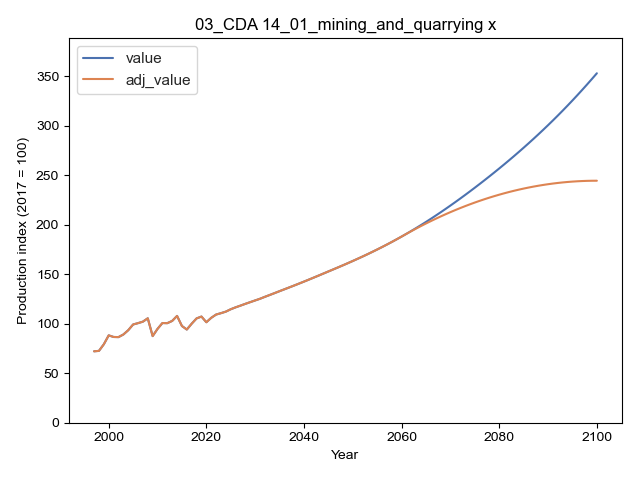 03_CDA 14_01_mining_and_quarrying x
value
adj_value
Production index (2017 = 100)
350
300
250
200
150
100
50
0
2000 2020 2040 2060 2080 2100
Year